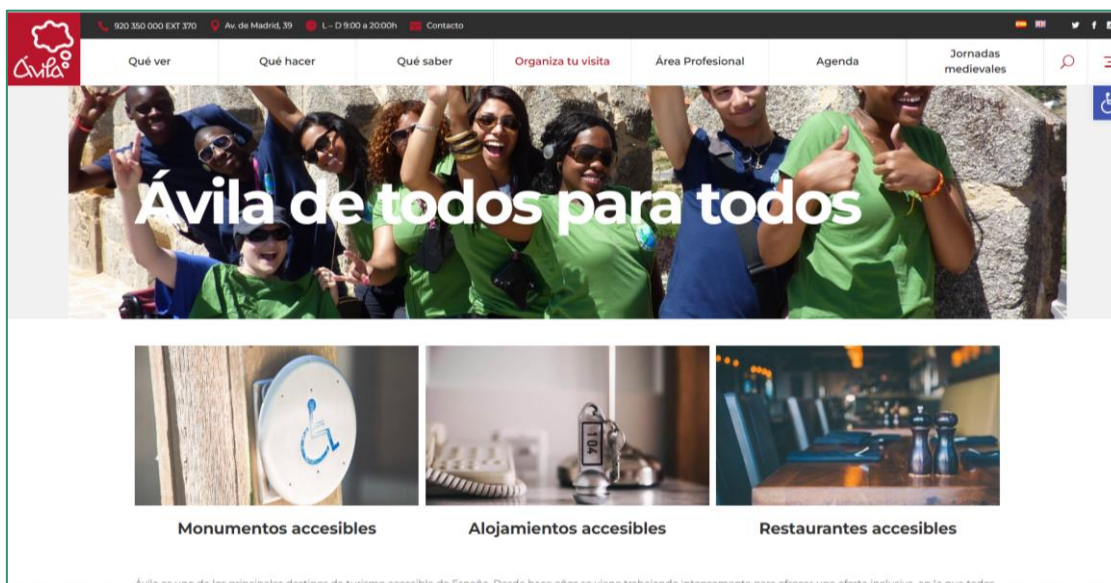 920 350 000 EXT 370 Av. de Madrid, 39 L – D 9:00 a 20:00h Contacto
Ávila
Qué ver Qué hacer Qué saber Organiza tu visita Área Profesional Agenda Jornadas medievales
Ávila de todos para todos
104
Monumentos accesibles Alojamientos accesibles Restaurantes accesibles